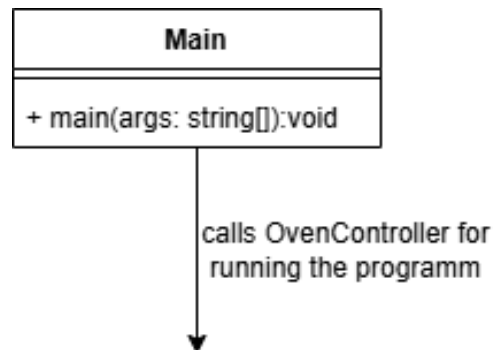 Main
+ main(args: string[]):void
calls OvenController for
running the programm